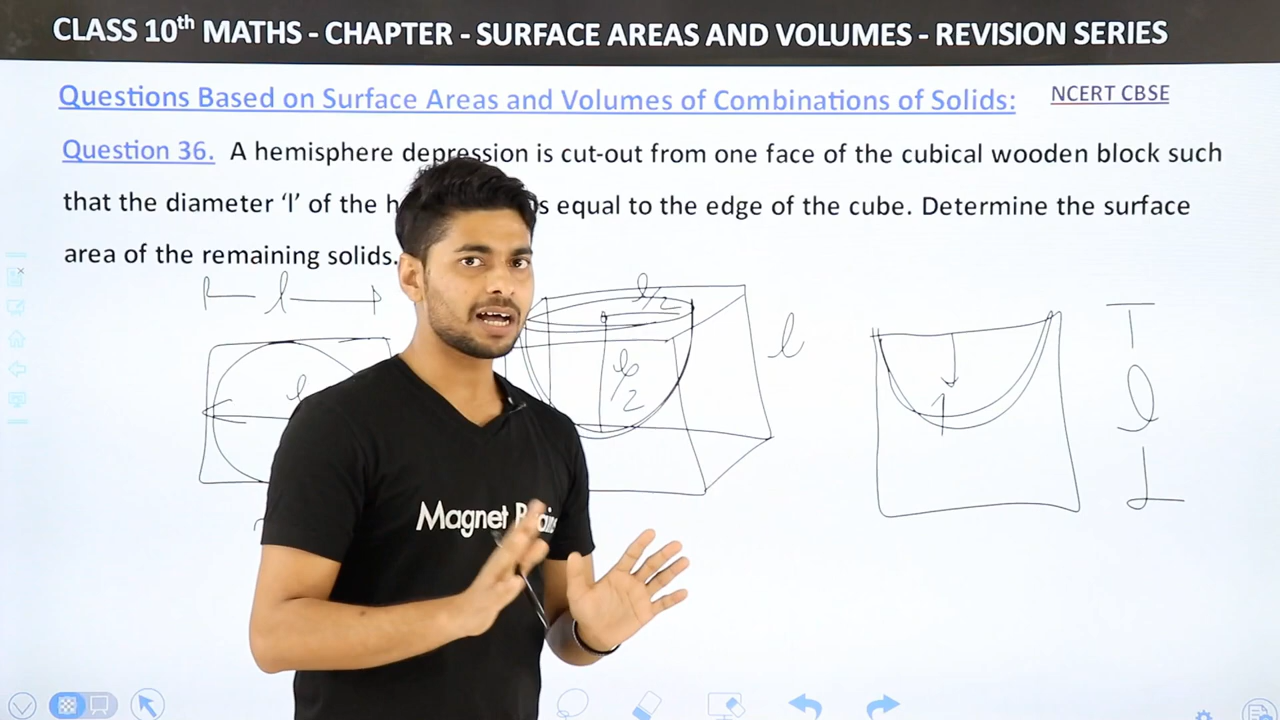 CLASS 10th MATHS - CHAPTER - SURFACE AREAS AND VOLUMES - REVISION SERIES
Questions Based on Surface Areas and Volumes of Combinations of Solids:
NCERT CBSE
Question 36. A hemisphere depression is cut-out from one face of the cubical wooden block such
that the diameter ‘l’ of the equal to the edge of the cube. Determine the surface
area of the remaining solids.
l
l/2
l
l
l/2
l
Magnet